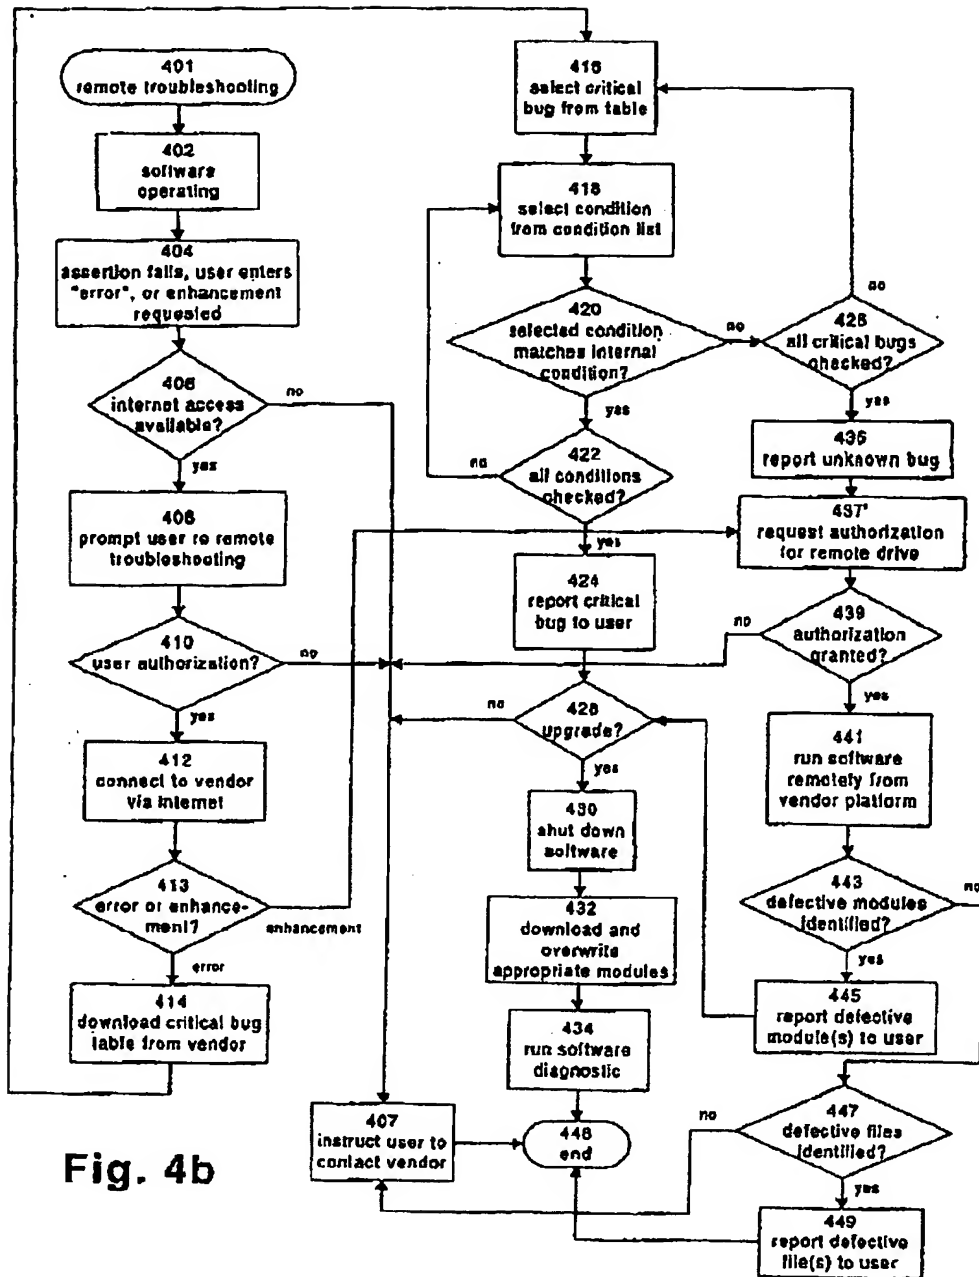 401
remote troubleshooting
402
software
operating
404
assertion fails, user enters
"error", or enhancement
requested
406
internet access
available?
no
yes
408
prompt user re remote
troubleshooting
410
user authorization?
no
yes
412
connect to vendor
via internet
413
error or enhance-
ment?
enhancement
error
414
download critical bug
table from vendor
416
select critical
bug from table
418
select condition
from condition list
420
selected condition
matches internal
condition?
no
yes
422
all conditions
checked?
no
yes
424
report critical
bug to user
428
upgrade?
no
yes
430
shut down
software
432
download and
overwrite
appropriate modules
434
run software
diagnostic
448
end
407
instruct user to
contact vendor
no
426
all critical bugs
checked?
yes
436
report unknown bug
437'
request authorization
for remote drive
439
authorization
granted?
no
yes
441
run software
remotely from
vendor platform
443
defective modules
identified?
no
yes
445
report defective
module(s) to user
447
defective files
identified?
no
yes
449
report defective
file(s) to user
Fig. 4b